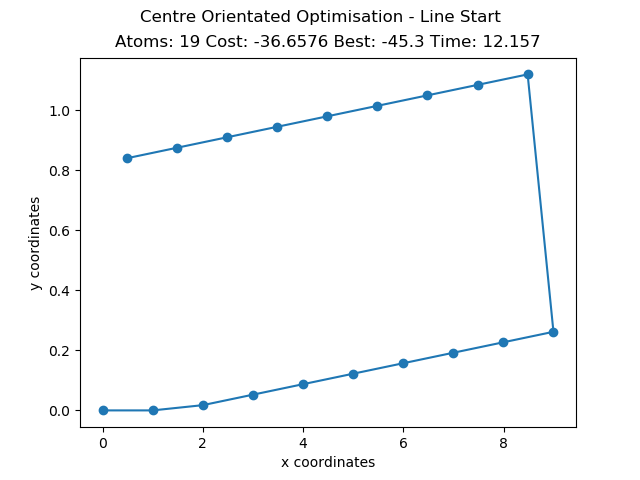 Centre Orientated Optimisation - Line Start
Atoms: 19 Cost: -36.6576 Best: -45.3 Time: 12.157
1.0
0.8
0.6
0.4
0.2
0.0
y coordinates
0 2 4 6 8
x coordinates